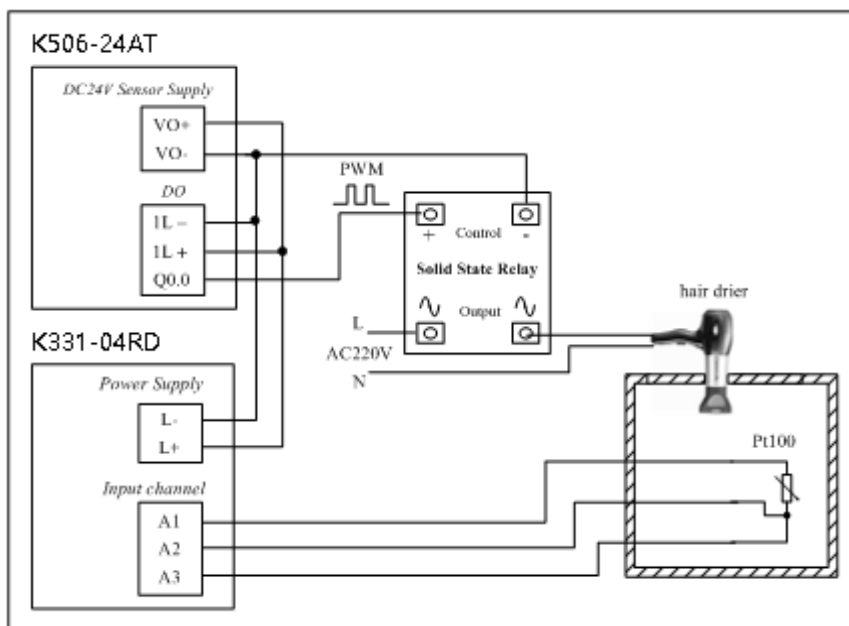 K506-24AT
DC24V Sensor Supply
VO+
VO-
DO
1L -
1L +
Q0.0
PWM
+ Control -
Solid State Relay
Output
L
AC220V
N
hair drier
K331-04RD
Power Supply
L-
L+
Input channel
A1
A2
A3
Pt100